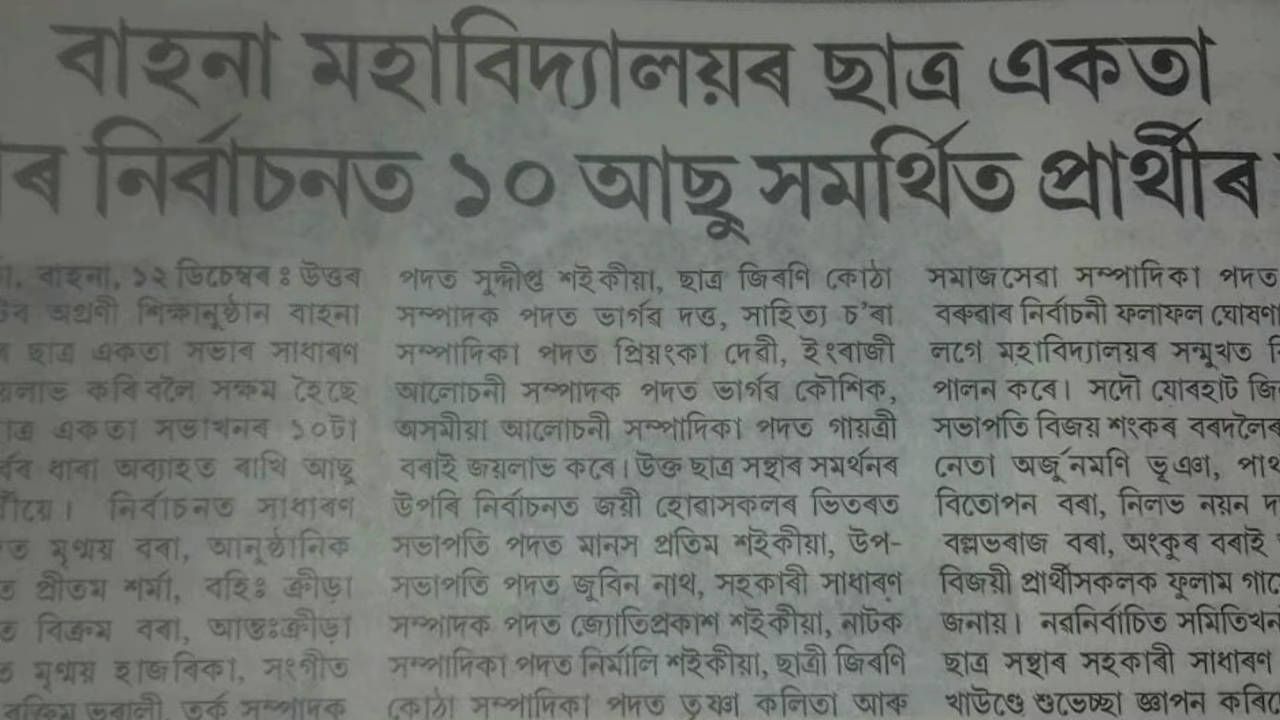 বাহনা মহাবিদ্যালয়ৰ ছাত্ৰ একতা
ৰ নিৰ্বাচনত ১০ আছু সমৰ্থিত প্ৰাৰ্থীৰ
বাহনা, ১২ ডিচেম্বৰ ঃ উত্তৰ
অগ্ৰণী শিক্ষানুষ্ঠান বাহনা
ছাত্ৰ একতা সভাৰ সাধাৰণ
কৰিবলৈ সক্ষম হৈছে
একতা সভাখনৰ ১০টা
ধাৰা অব্যাহত ৰাখি আছু
নিৰ্বাচনত সাধাৰণ
মৃণ্ময় বৰা, আনুষ্ঠানিক
প্ৰীতম শৰ্মা, বহিঃ ক্ৰীড়া
বিক্ৰম বৰা, আন্তঃক্ৰীড়া
মৃণ্ময় হাজৰিকা, সংগীত
তৰ্ক সম্পাদক
পদত সুদীপ্ত শইকীয়া, ছাত্ৰ জিৰণি কোঠা
সম্পাদক পদত ভাৰ্গৱ দত্ত, সাহিত্য চ'ৰা
সম্পাদিকা পদত প্ৰিয়ংকা দেৱী, ইংৰাজী
আলোচনী সম্পাদক পদত ভাৰ্গৱ কৌশিক,
অসমীয়া আলোচনী সম্পাদিকা পদত গায়ত্ৰী
বৰাই জয়লাভ কৰে। উক্ত ছাত্ৰ সন্থাৰ সমৰ্থনৰ
উপৰি নিৰ্বাচনত জয়ী হোৱাসকলৰ ভিতৰত
সভাপতি পদত মানস প্ৰতিম শইকীয়া, উপ-
সভাপতি পদত জুবিন নাথ, সহকাৰী সাধাৰণ
সম্পাদক পদত জ্যোতিপ্ৰকাশ শইকীয়া, নাটক
সম্পাদিকা পদত নিৰ্মালি শইকীয়া, ছাত্ৰী জিৰণি
কোঠা সম্পাদিকা পদত তৃষ্ণা কলিতা আৰু
সমাজসেৱা সম্পাদিকা পদত
বৰুৱাৰ নিৰ্বাচনী ফলাফল ঘোষণা
লগে মহাবিদ্যালয়ৰ সন্মুখত
পালন কৰে। সদৌ যোৰহাট জি
সভাপতি বিজয় শংকৰ বৰদলৈৰ
নেতা অৰ্জুনমণি ভূঞা,
বিতোপন বৰা, নিলভ নয়ন
বল্লভৰাজ বৰা, অংকুৰ বৰাই
বিজয়ী প্ৰাৰ্থীসকলক ফুলাম
জনায়। নৱনিৰ্বাচিত সমিতিখন
ছাত্ৰ সন্থাৰ সহকাৰী সাধাৰণ
খাউণ্ডে শুভেচ্ছা জ্ঞাপন কৰিে